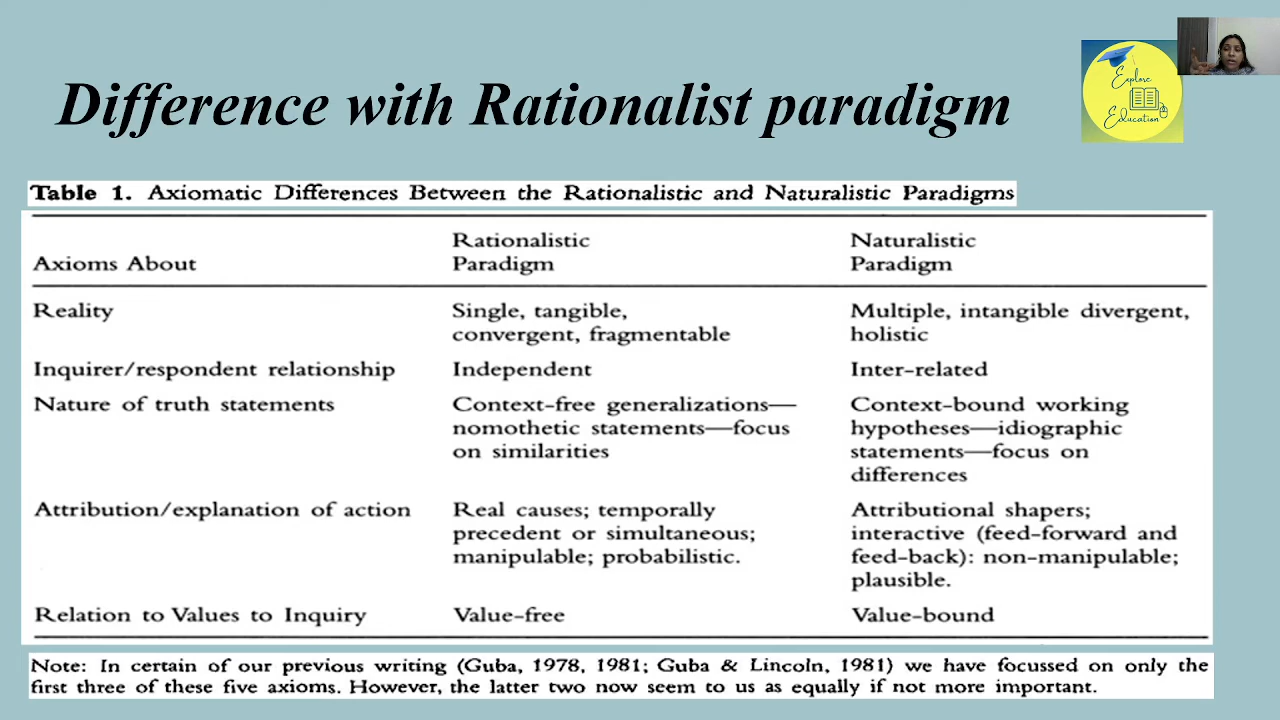 Difference with Rationalist paradigm
Explore
Education
Table 1. Axiomatic Differences Between the Rationalistic and Naturalistic Paradigms
Axioms About
Rationalistic
Paradigm
Naturalistic
Paradigm
Reality
Single, tangible,
convergent, fragmentable
Multiple, intangible divergent,
holistic
Inquirer/respondent relationship
Independent
Inter-related
Nature of truth statements
Context-free generalizations—
nomothetic statements—focus
on similarities
Context-bound working
hypotheses—idiographic
statements—focus on
differences
Attribution/explanation of action
Real causes; temporally
precedent or simultaneous;
manipulable; probabilistic.
Attributional shapers;
interactive (feed-forward and
feed-back): non-manipulable;
plausible.
Relation to Values to Inquiry
Value-free
Value-bound
Note: In certain of our previous writing (Guba, 1978, 1981; Guba & Lincoln, 1981) we have focussed on only the
first three of these five axioms. However, the latter two now seem to us as equally if not more important.